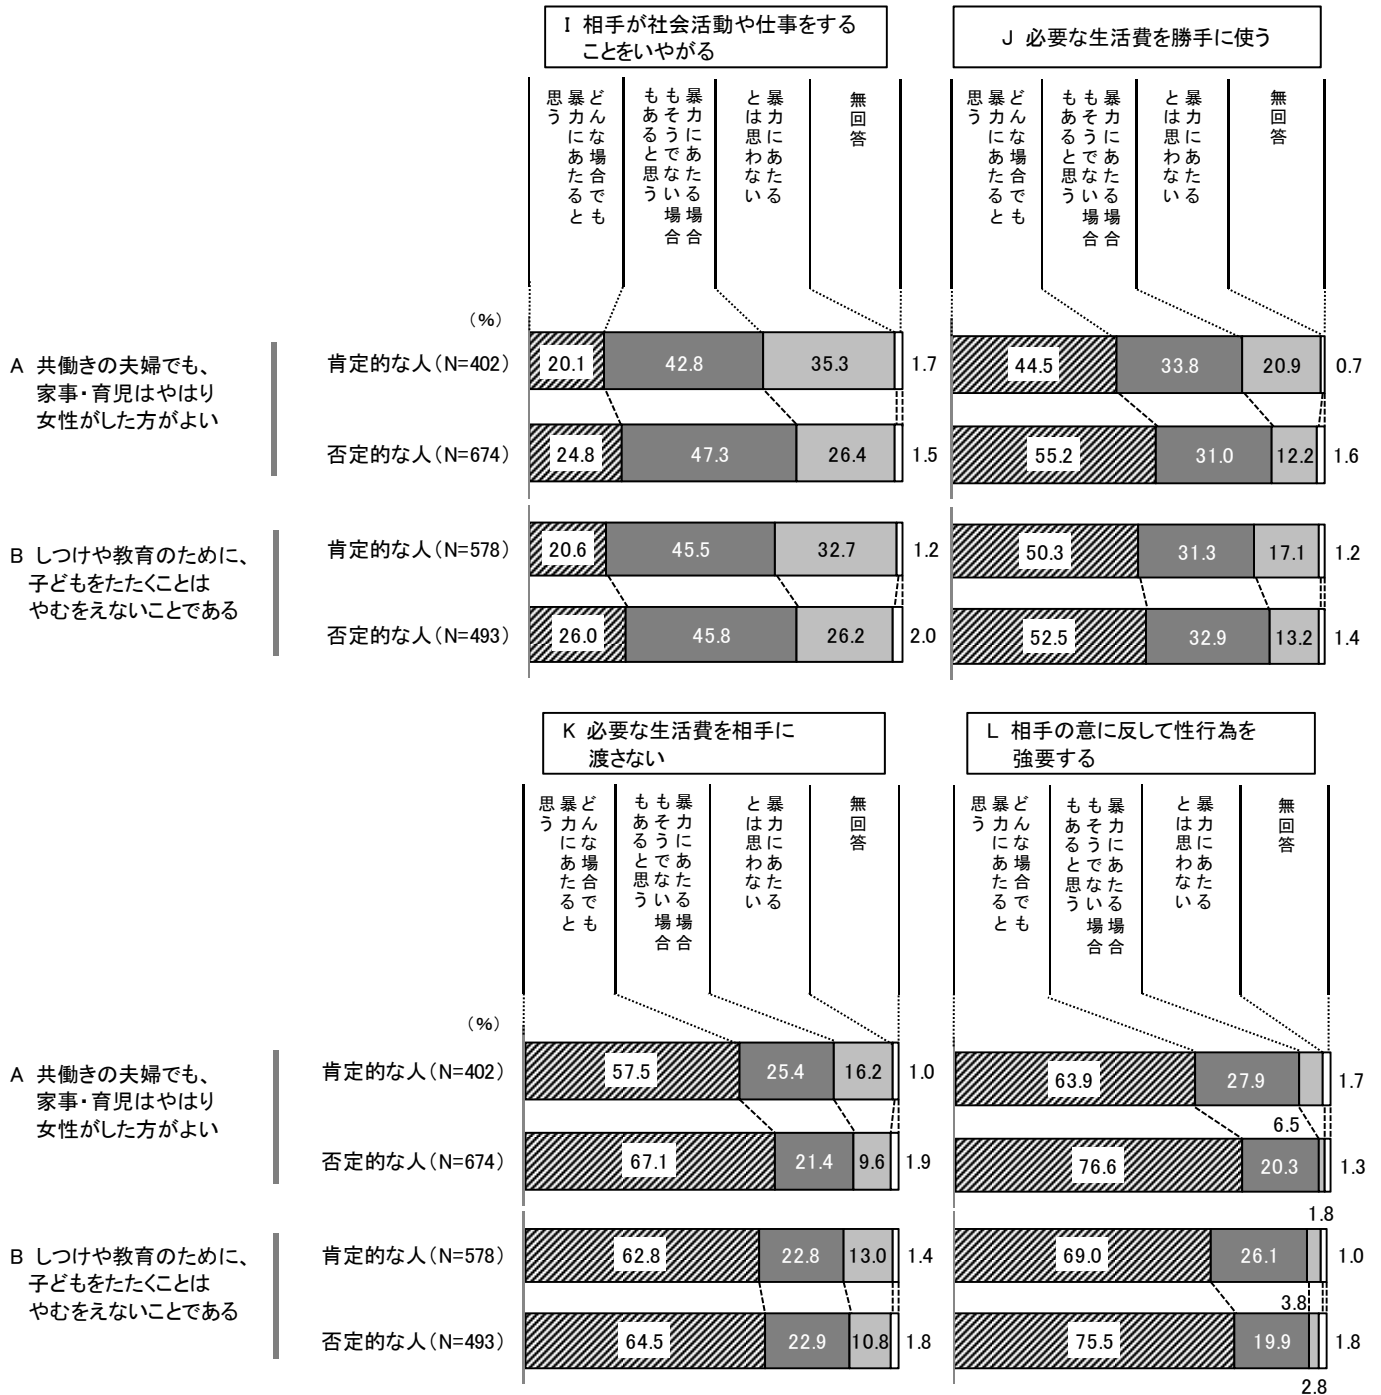 I 相手が社会活動や仕事をする
ことをいやがる
J 必要な生活費を勝手に使う
どんな場合でも
暴力にあたると
思う
暴力にあたる場合
もそうでない場合
もあると思う
暴力にあたる
とは思わない
無回答
どんな場合でも
暴力にあたると
思う
暴力にあたる場合
もそうでない場合
もあると思う
暴力にあたる
とは思わない
無回答
(%)
A 共働きの夫婦でも、
家事・育児はやはり
女性がした方がよい
肯定的な人(N=402)
20.1 42.8 35.3 1.7
44.5 33.8 20.9 0.7
否定的な人(N=674)
24.8 47.3 26.4 1.5
55.2 31.0 12.2 1.6
B しつけや教育のために、
子どもをたたくことは
やむをえないことである
肯定的な人(N=578)
20.6 45.5 32.7 1.2
50.3 31.3 17.1 1.2
否定的な人(N=493)
26.0 45.8 26.2 2.0
52.5 32.9 13.2 1.4
K 必要な生活費を相手に
渡さない
L 相手の意に反して性行為を
強要する
どんな場合でも
暴力にあたると
思う
暴力にあたる場合
もそうでない場合
もあると思う
暴力にあたる
とは思わない
無回答
どんな場合でも
暴力にあたると
思う
暴力にあたる場合
もそうでない場合
もあると思う
暴力にあたる
とは思わない
無回答
(%)
A 共働きの夫婦でも、
家事・育児はやはり
女性がした方がよい
肯定的な人(N=402)
57.5 25.4 16.2 1.0
63.9 27.9 6.5 1.7
否定的な人(N=674)
67.1 21.4 9.6 1.9
76.6 20.3 1.8 1.3
B しつけや教育のために、
子どもをたたくことは
やむをえないことである
肯定的な人(N=578)
62.8 22.8 13.0 1.4
69.0 26.1 3.8 1.0
否定的な人(N=493)
64.5 22.9 10.8 1.8
75.5 19.9 2.8 1.8